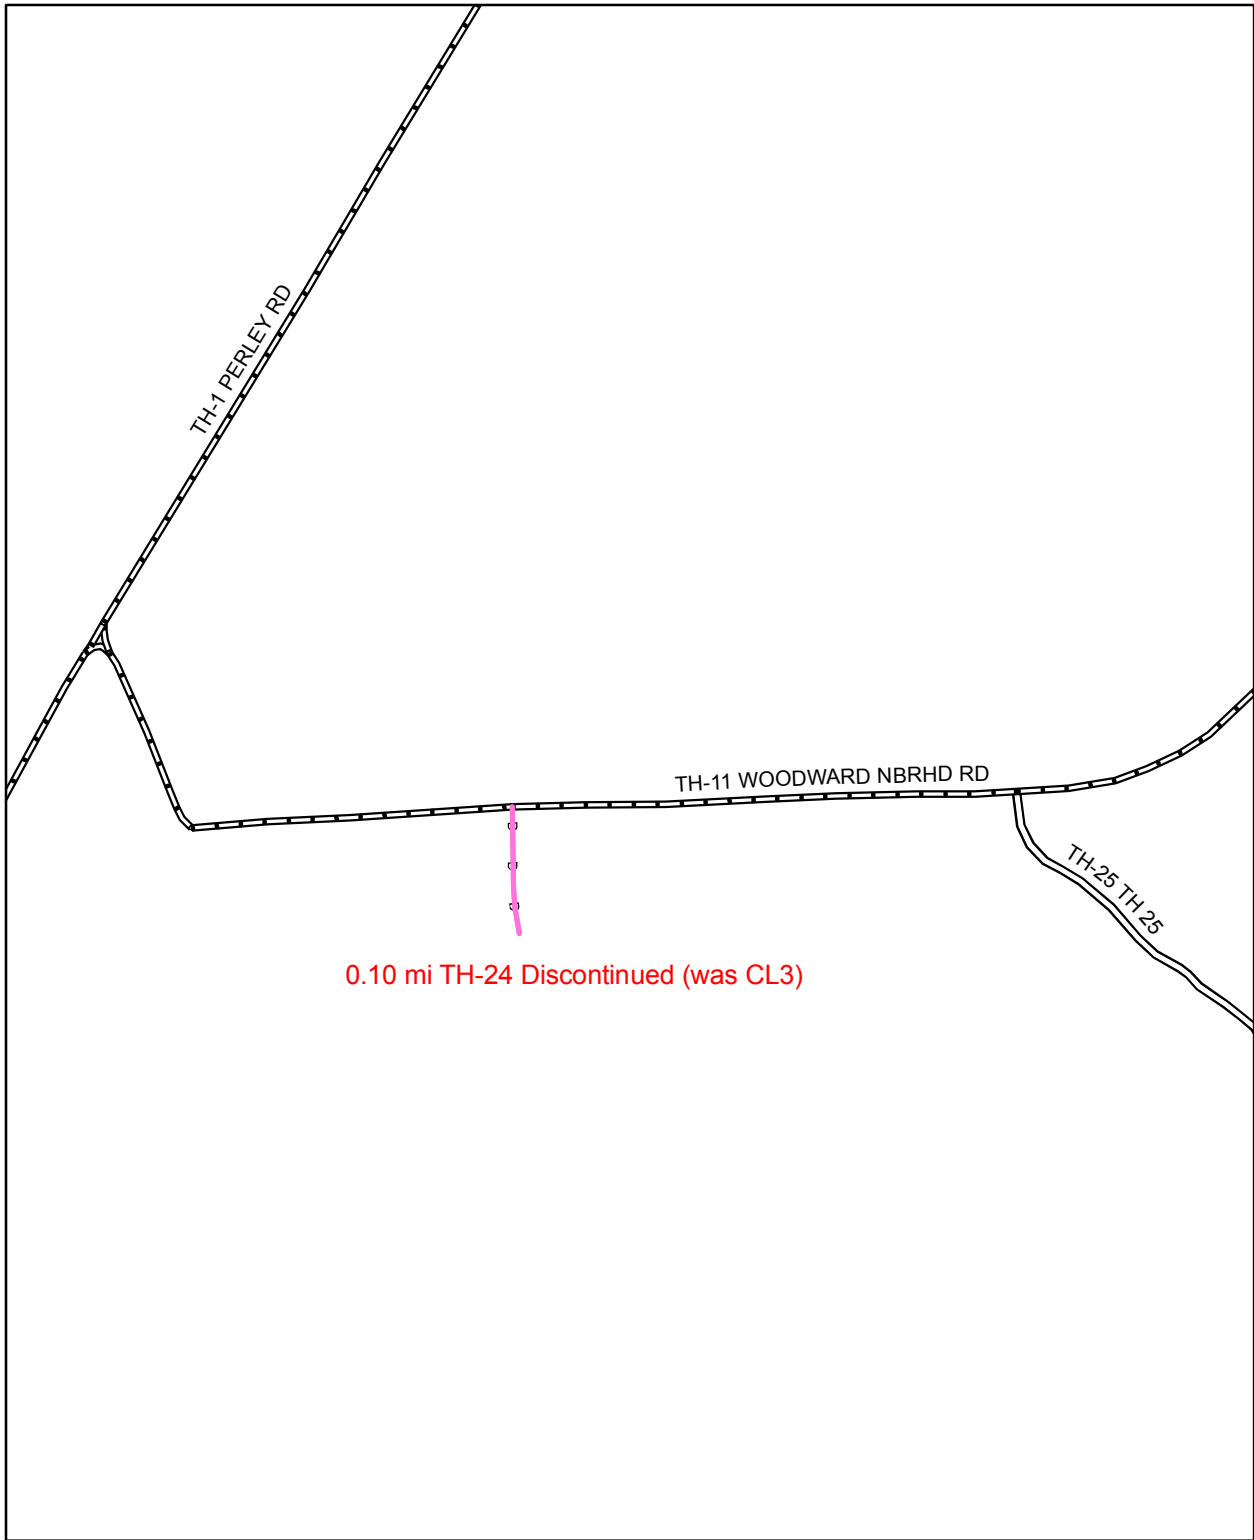 TH-1 PERLEY RD
TH-11 WOODWARD NBRHD RD
TH-25 TH 25
D
D
D
0.10 mi TH-24 Discontinued (was CL3)